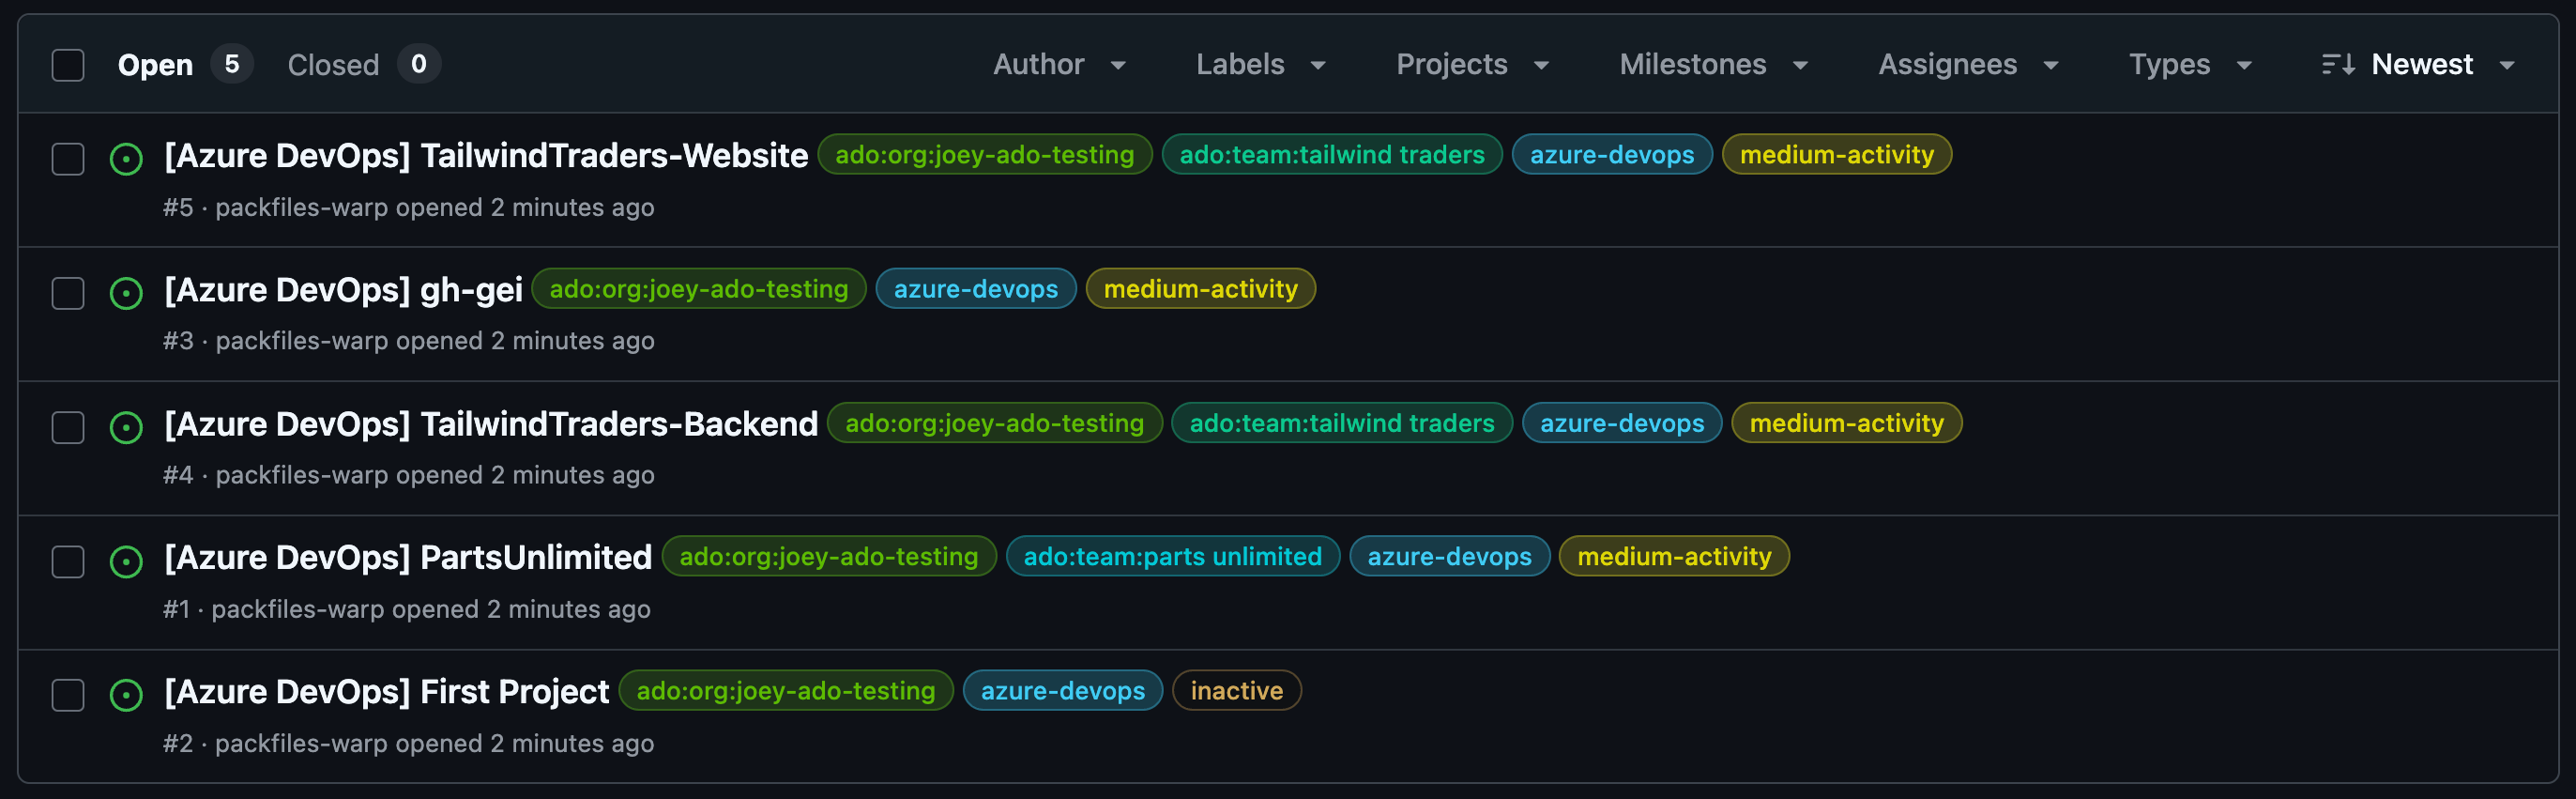 Open 5 Closed 0 Author Labels Projects Milestones Assignees Types Newest
[Azure DevOps] TailwindTraders-Website ado:org:joey-ado-testing ado:team:tailwind traders azure-devops medium-activity
#5 · packfiles-warp opened 2 minutes ago
[Azure DevOps] gh-gei ado:org:joey-ado-testing azure-devops medium-activity
#3 · packfiles-warp opened 2 minutes ago
[Azure DevOps] TailwindTraders-Backend ado:org:joey-ado-testing ado:team:tailwind traders azure-devops medium-activity
#4 · packfiles-warp opened 2 minutes ago
[Azure DevOps] PartsUnlimited ado:org:joey-ado-testing ado:team:parts unlimited azure-devops medium-activity
#1 · packfiles-warp opened 2 minutes ago
[Azure DevOps] First Project ado:org:joey-ado-testing azure-devops inactive
#2 · packfiles-warp opened 2 minutes ago